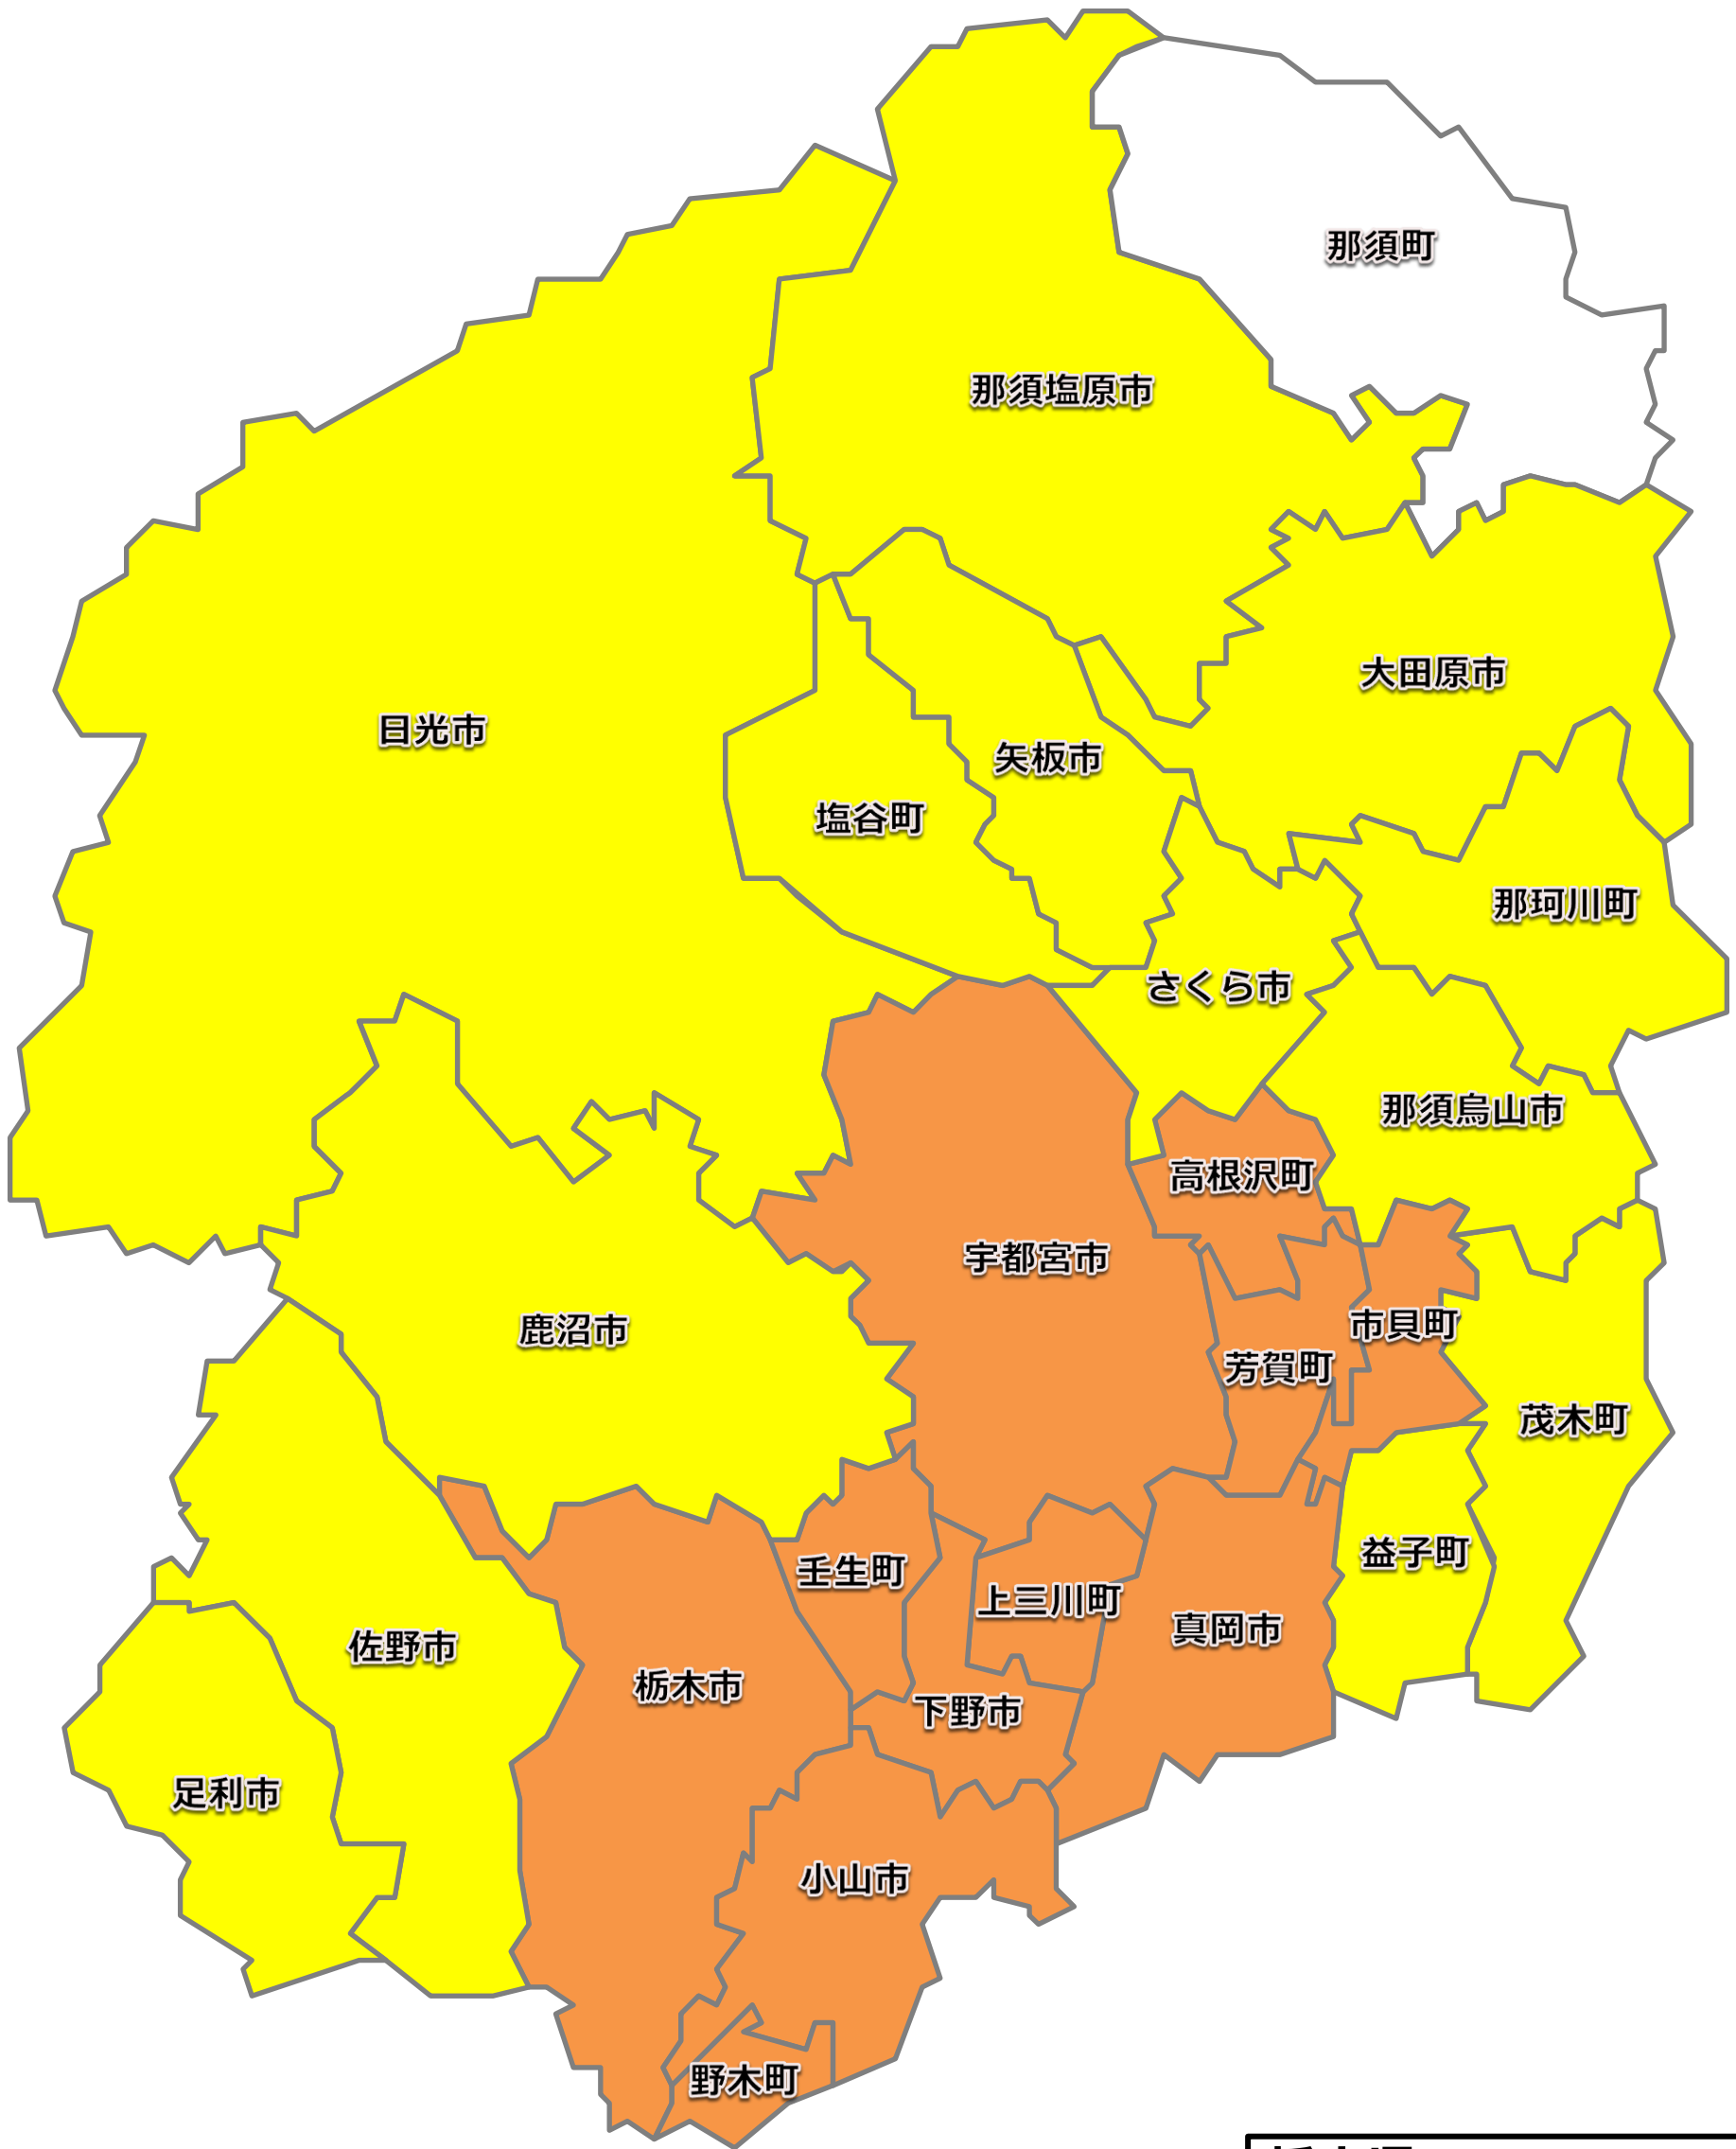 那須町
那須塩原市
大田原市
日光市
矢板市
塩谷町
那珂川町
さくら市
那須烏山市
高根沢町
宇都宮市
市貝町
鹿沼市
芳賀町
茂木町
益子町
壬生町
上三川町
真岡市
佐野市
栃木市
下野市
足利市
小山市
野木町